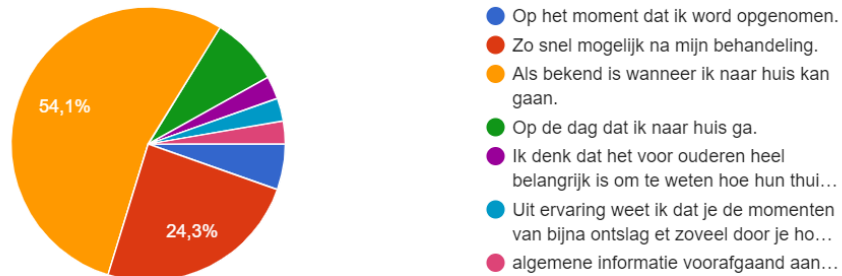 54,1%
24,3%
Op het moment dat ik word opgenomen.
Zo snel mogelijk na mijn behandeling.
Als bekend is wanneer ik naar huis kan
gaan.
Op de dag dat ik naar huis ga.
Ik denk dat het voor ouderen heel
belangrijk is om te weten hoe hun thui…
Uit ervaring weet ik dat je de momenten
van bijna ontslag et zoveel door je ho…
algemene informatie voorafgaand aan…